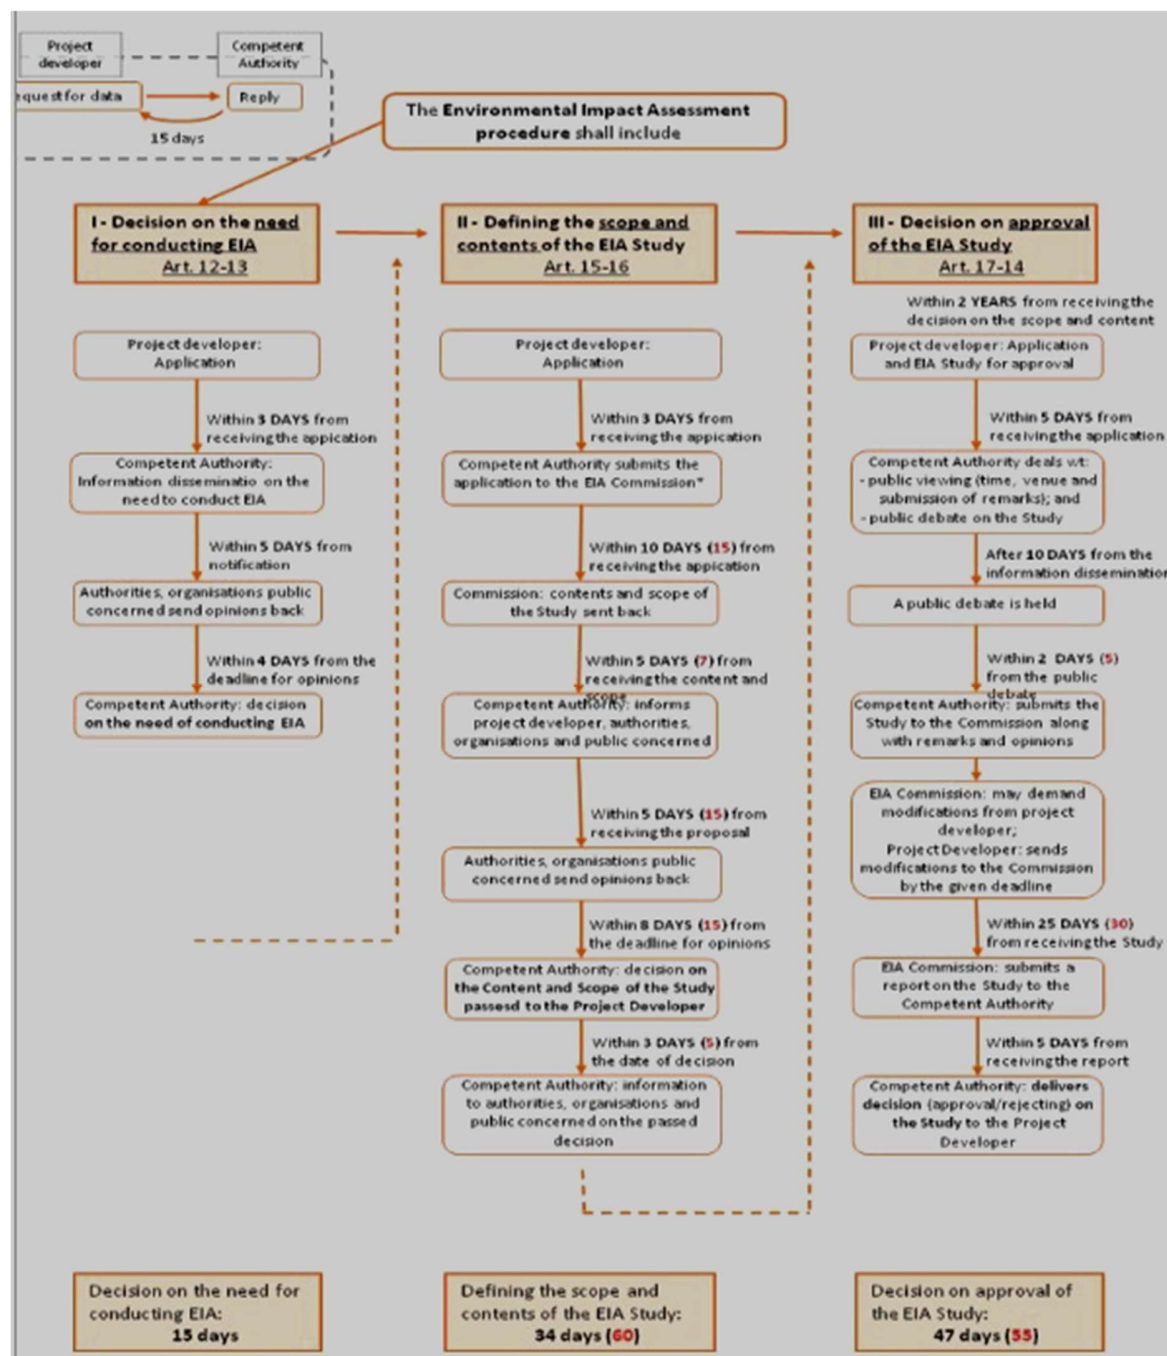 Project
developer
Competent
Authority
quest for data
Reply
15 days
The Environmental Impact Assessment
procedure shall include
I - Decision on the need
for conducting EIA
Art. 12-13
II - Defining the scope and
contents of the EIA Study
Art. 15-16
III - Decision on approval
of the EIA Study
Art. 17-14
Project developer:
Application
Within 3 DAYS from
receiving the appication
Competent Authority:
Information disseminatio on the
need to conduct EIA
Within 5 DAYS from
notification
Authorities, organisations public
concerned send opinions back
Within 4 DAYS from the
deadline for opinions
Competent Authority: decision
on the need of conducting EIA
Project developer:
Application
Within 3 DAYS from
receiving the appication
Competent Authority submits the
application to the EIA Commission*
Within 10 DAYS (15) from
receiving the appication
Commission: contents and scope of
the Study sent back
Within 5 DAYS (7) from
receiving the content and
scope
Competent Authority: informs
project developer, authorities,
organisations and public concerned
Within 5 DAYS (15) from
receiving the proposal
Authorities, organisations public
concerned send opinions back
Within 8 DAYS (15) from
the deadline for opinions
Competent Authority: decision on
the Content and Scope of the Study
passesd to the Project Developer
Within 3 DAYS (5) from
the date of decision
Competent Authority: information
to authorities, organisations and
public concerned on the passed
decision
Within 2 YEARS from receiving the
decision on the scope and content
Project developer: Application
and EIA Study for approval
Within 5 DAYS from
receiving the application
Competent Authority deals wt:
- public viewing (time, venue and
submission of remarks); and
- public debate on the Study
After 10 DAYS from the
information dissemination
A public debate is held
Within 2 DAYS (5)
from the public
debate
Competent Authority: submits the
Study to the Commission along
with remarks and opinions
EIA Commission: may demand
modifications from project
developer;
Project Developer: sends
modifications to the Commission
by the given deadline
Within 25 DAYS (30)
from receiving the Study
EIA Commission: submits a
report on the Study to the
Competent Authority
Within 5 DAYS from
receiving the report
Competent Authority: delivers
decision (approval/rejecting) on
the Study to the Project
Developer
Decision on the need for
conducting EIA:
15 days
Defining the scope and
contents of the EIA Study:
34 days (60)
Decision on approval of
the EIA Study:
47 days (55)